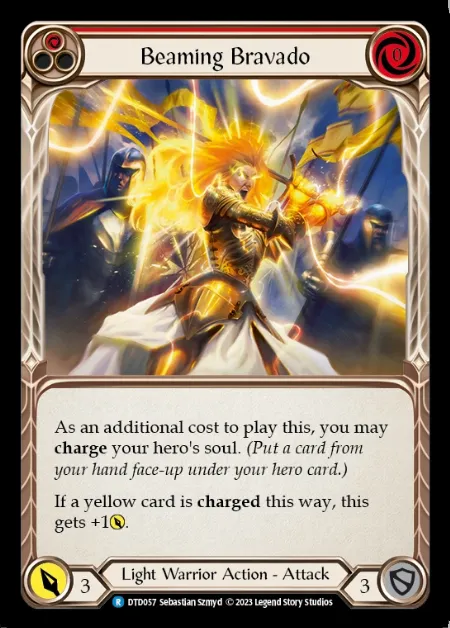 Beaming Bravado
0
As an additional cost to play this, you may
charge your hero's soul. (Put a card from
your hand face-up under your hero card.)
If a yellow card is charged this way, this
gets +1.
3
Light Warrior Action - Attack
3
R DTD057 Sebastian Szmyd © 2023 Legend Story Studios